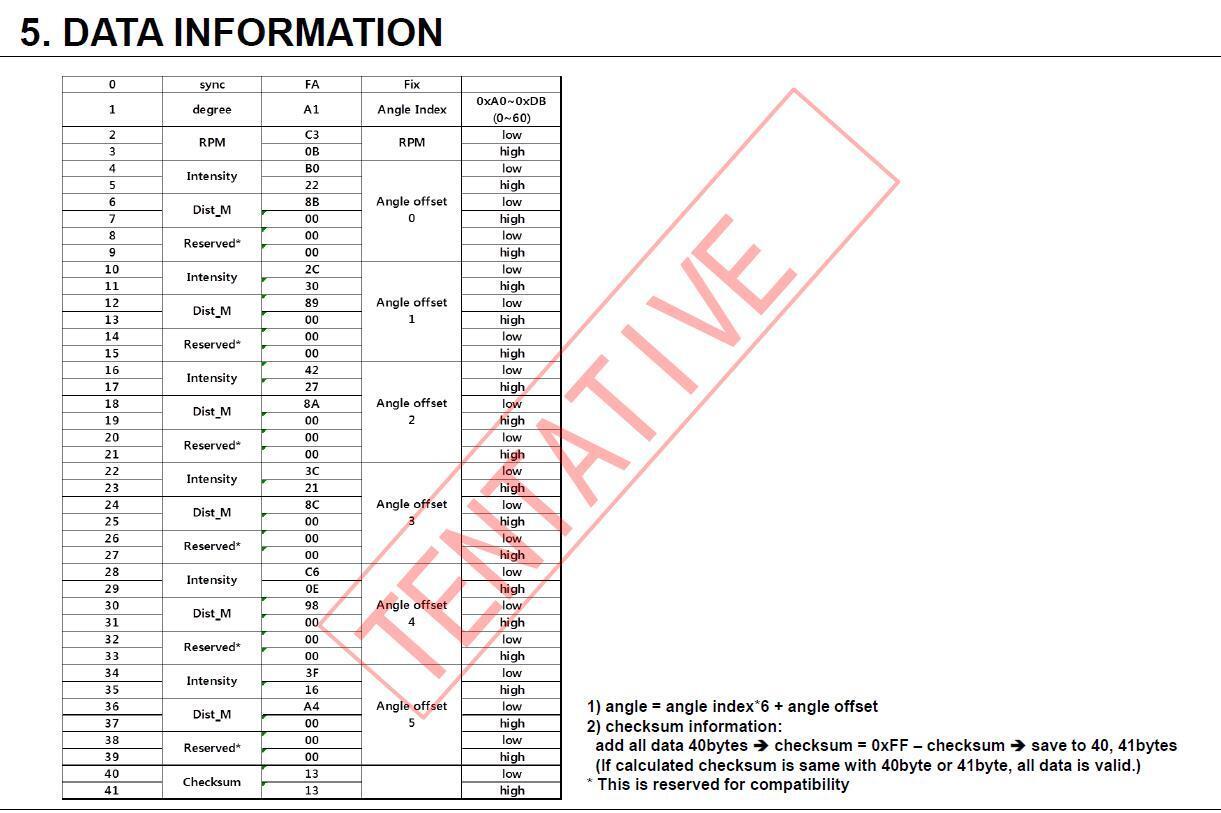 5. DATA INFORMATION
0 sync FA Fix
1 degree A1 Angle Index 0xA0~0xDB
(0~60)
2 RPM C3 RPM low
3 0B high
4 Intensity B0 Angle offset 0 low
5 22 high
6 Dist_M 8B low
7 00 high
8 Reserved* 00 low
9 00 high
10 Intensity 2C Angle offset 1 low
11 30 high
12 Dist_M 89 low
13 00 high
14 Reserved* 00 low
15 00 high
16 Intensity 42 Angle offset 2 low
17 27 high
18 Dist_M 8A low
19 00 high
20 Reserved* 00 low
21 00 high
22 Intensity 3C Angle offset 3 low
23 21 high
24 Dist_M 8C low
25 00 high
26 Reserved* 00 low
27 00 high
28 Intensity C6 Angle offset 4 low
29 0E high
30 Dist_M 98 low
31 00 high
32 Reserved* 00 low
33 00 high
34 Intensity 3F Angle offset 5 low
35 16 high
36 Dist_M A4 low
37 00 high
38 Reserved* 00 low
39 00 high
40 Checksum 13 low
41 13 high
TENTATIVE
1) angle = angle index*6 + angle offset
2) checksum information:
add all data 40bytes ➔ checksum = 0xFF – checksum ➔ save to 40, 41bytes
(If calculated checksum is same with 40byte or 41byte, all data is valid.)
* This is reserved for compatibility